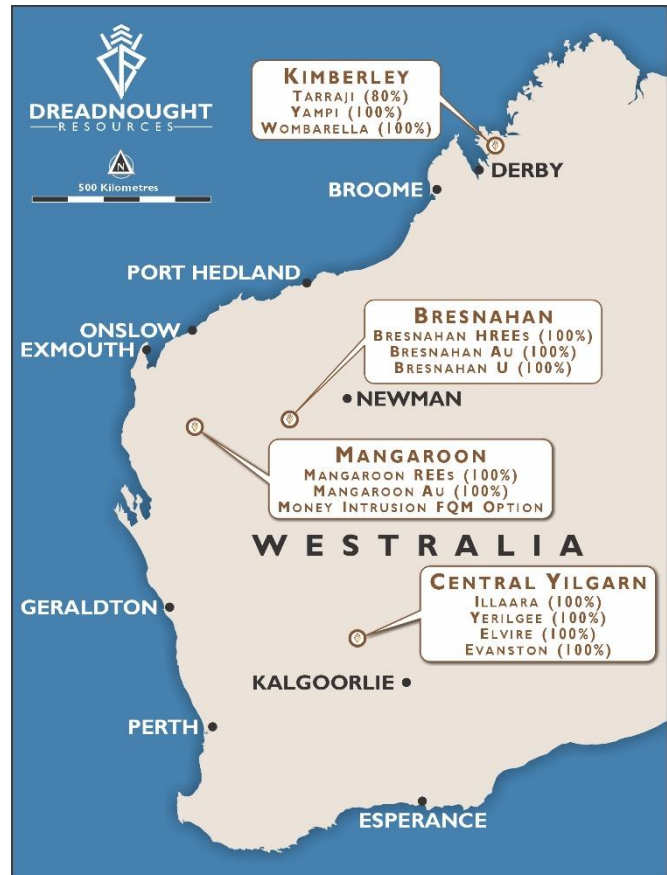 DREADNOUGHT
RESOURCES
N
500 Kilometres
KIMBERLEY
TARRAJI (80%)
YAMPI (100%)
WOMBARELLA (100%)
DERBY
BROOME
PORT HEDLAND
ONSLOW
EXMOUTH
BRESNAHAN
BRESNAHAN HREES (100%)
BRESNAHAN AU (100%)
BRESNAHAN U (100%)
NEWMAN
MANGAROON
MANGAROON REES (100%)
MANGAROON AU (100%)
MONEY INTRUSION FQM OPTION
WESTRALIA
CENTRAL YILGARN
ILLAARA (100%)
YERILGEE (100%)
ELVIRE (100%)
EVANSTON (100%)
GERALDTON
KALGOORLIE
PERTH
ESPERANCE